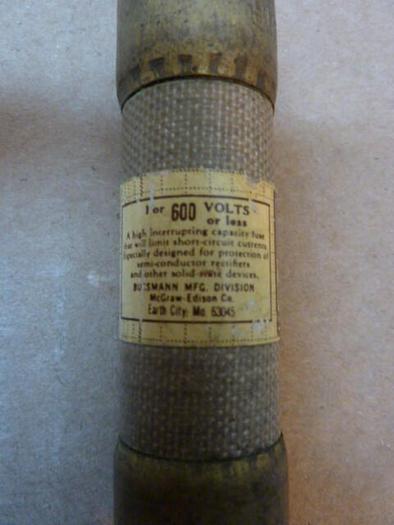 For 600 VOLTS
or less
A high interrupting capacity fuse
that will limit short-circuit currents.
Especially designed for protection of
semi-conductor rectifiers
and other solid state devices.
BUSSMANN MFG. DIVISION
McGraw-Edison Co.
Earth City, Mo. 63045